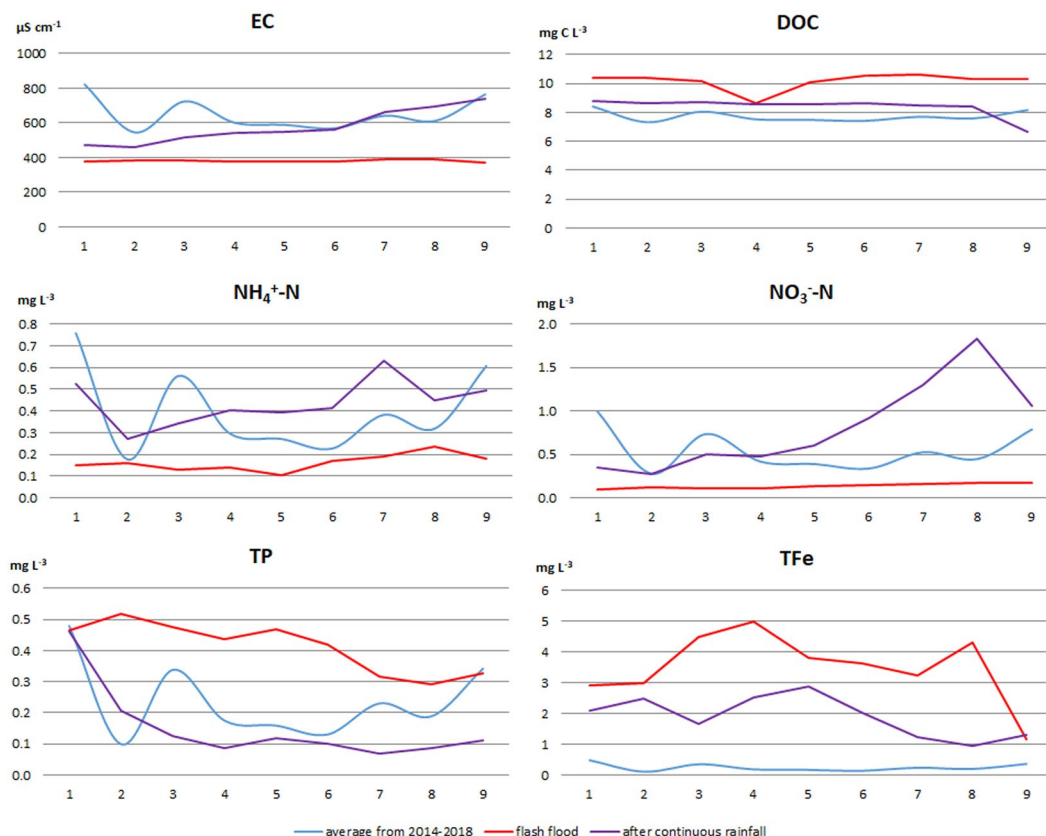 EC
µS cm⁻¹
1000
800
600
400
200
0
1 2 3 4 5 6 7 8 9
DOC
mg C L⁻³
12
10
8
6
4
2
0
1 2 3 4 5 6 7 8 9
NH₄⁺-N
mg L⁻³
0.8
0.7
0.6
0.5
0.4
0.3
0.2
0.1
0.0
1 2 3 4 5 6 7 8 9
NO₃⁻-N
mg L⁻³
2.0
1.5
1.0
0.5
0.0
1 2 3 4 5 6 7 8 9
TP
mg L⁻³
0.6
0.5
0.4
0.3
0.2
0.1
0.0
1 2 3 4 5 6 7 8 9
TFe
mg L⁻³
6
5
4
3
2
1
0
1 2 3 4 5 6 7 8 9
average from 2014-2018 flash flood after continuous rainfall